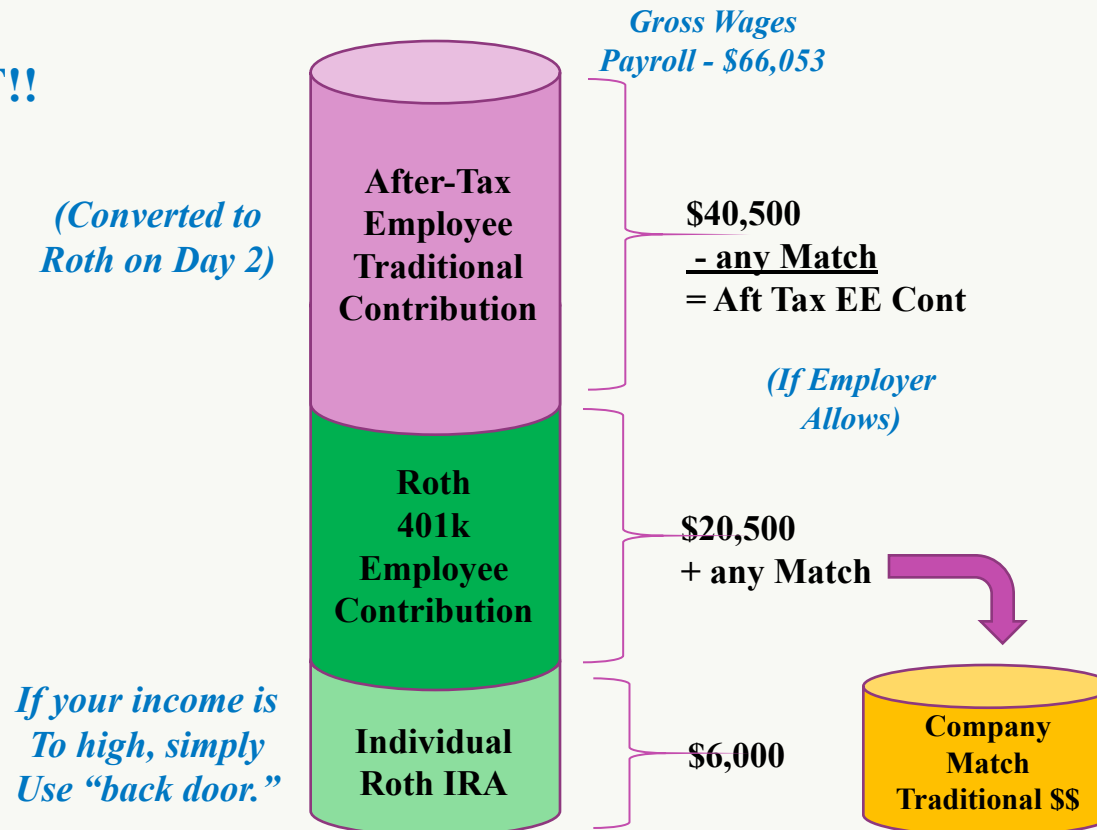 Gross Wages
Payroll - $66,053
!!
After-Tax
Employee
Traditional
Contribution
(Converted to
Roth on Day 2)
$40,500
- any Match
= Aft Tax EE Cont
(If Employer
Allows)
Roth
401k
Employee
Contribution
$20,500
+ any Match
If your income is
To high, simply
Use “back door.”
Individual
Roth IRA
$6,000
Company
Match
Traditional $$